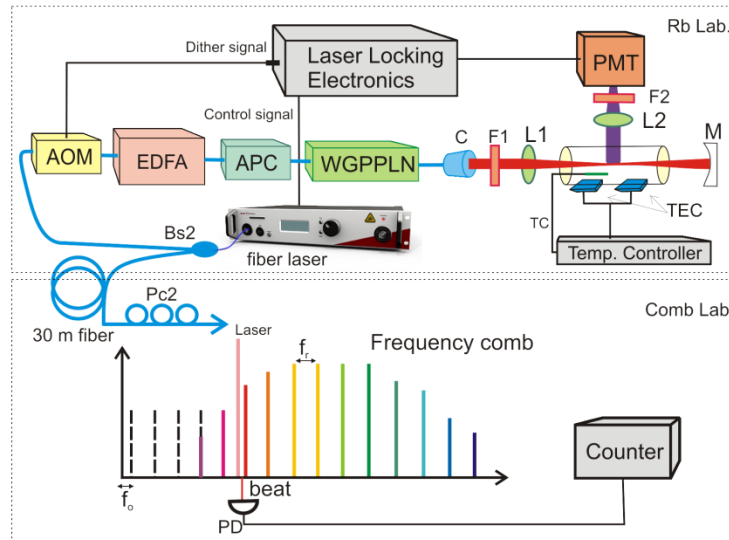 Rb Lab.
Dither signal
Laser Locking
Electronics
PMT
F2
Control signal
L2
C
F1
L1
M
AOM
EDFA
APC
WGPPLN
TEC
TC
Bs2
fiber laser
Temp. Controller
Pc2
30 m fiber
Comb Lab
Laser
fr
Frequency comb
Counter
fo
beat
PD